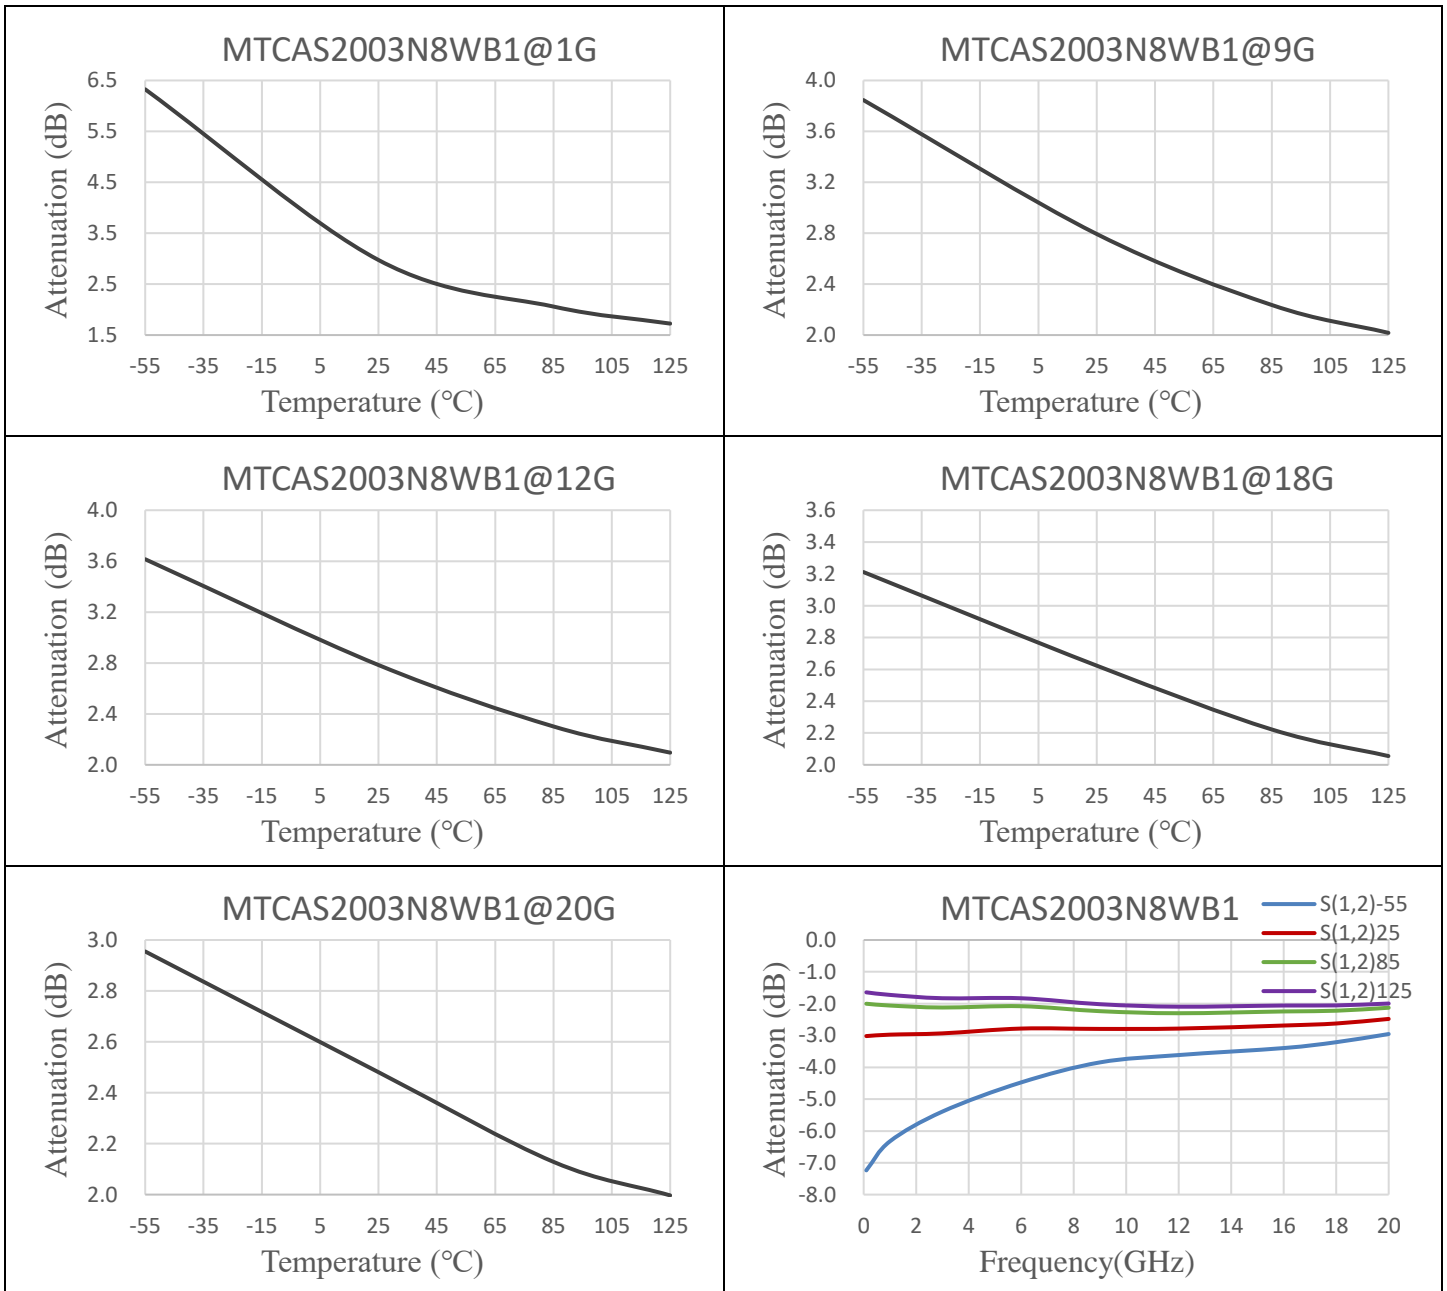 MTCAS2003N8WB1@1G
Attenuation (dB)
6.5
5.5
4.5
3.5
2.5
1.5
-55 -35 -15 5 25 45 65 85 105 125
Temperature (℃)
MTCAS2003N8WB1@9G
Attenuation (dB)
4.0
3.6
3.2
2.8
2.4
2.0
-55 -35 -15 5 25 45 65 85 105 125
Temperature (℃)
MTCAS2003N8WB1@12G
Attenuation (dB)
4.0
3.6
3.2
2.8
2.4
2.0
-55 -35 -15 5 25 45 65 85 105 125
Temperature (℃)
MTCAS2003N8WB1@18G
Attenuation (dB)
3.6
3.4
3.2
3.0
2.8
2.6
2.4
2.2
2.0
-55 -35 -15 5 25 45 65 85 105 125
Temperature (℃)
MTCAS2003N8WB1@20G
Attenuation (dB)
3.0
2.8
2.6
2.4
2.2
2.0
-55 -35 -15 5 25 45 65 85 105 125
Temperature (℃)
MTCAS2003N8WB1
S(1,2)-55
S(1,2)25
S(1,2)85
S(1,2)125
Attenuation (dB)
0.0
-1.0
-2.0
-3.0
-4.0
-5.0
-6.0
-7.0
-8.0
0 2 4 6 8 10 12 14 16 18 20
Frequency(GHz)